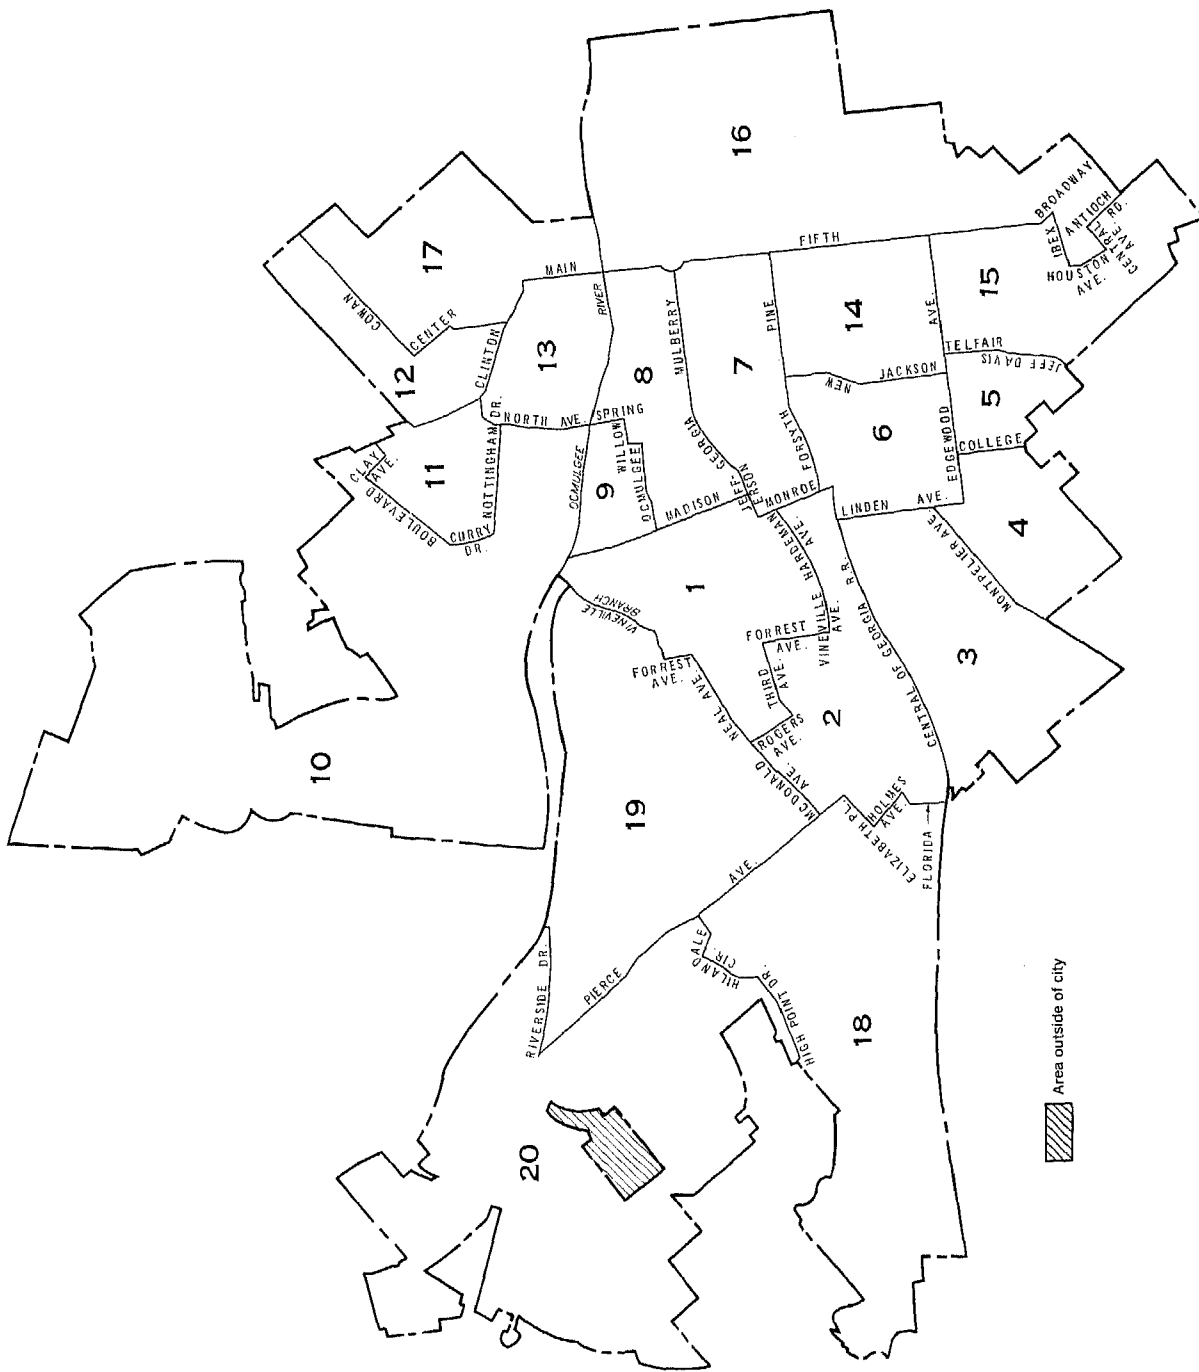 16
17
COWAN
CENTER
MAIN
FIFTH
BROADWAY
IBEX
ANTIOCH
RD.
HOUSTON
AVE.
CENTRAL
AVE.
12
CLINTON
13
RIVER
MULBERRY
PINE
14
AVE.
15
8
7
TELFAIR
JEFF DAVIS
NEW
JACKSON
5
CLAY
AVE.
11
NOTTINGHAM
DR.
NORTH AVE.
SPRING
WILLOW
OCMULGEE
GEORGIA
FORSYTH
6
EDGEWOOD
COLLEGE
BOULEVARD
CURRY
DR.
OCMULGEE
9
MADISON
JEFF-
ERSON
MONROE
LINDEN
AVE.
4
HARDEMAN
AVE.
MONTPELIER AVE.
VINEVILLE
BRANCH
1
FORREST
AVE.
VINEVILLE
AVE.
R.R.
CENTRAL OF GEORGIA
3
FORREST
AVE.
NEAL AVE.
THIRD
AVE.
ROGERS
AVE.
2
10
19
MCDONALD
AVE.
ELIZABETH PL.
HOLMES
AVE.
FLORIDA
RIVERSIDE DR.
PIERCE
AVE.
HILANDALE
CIR.
HIGH POINT DR.
18
20
Area outside of city